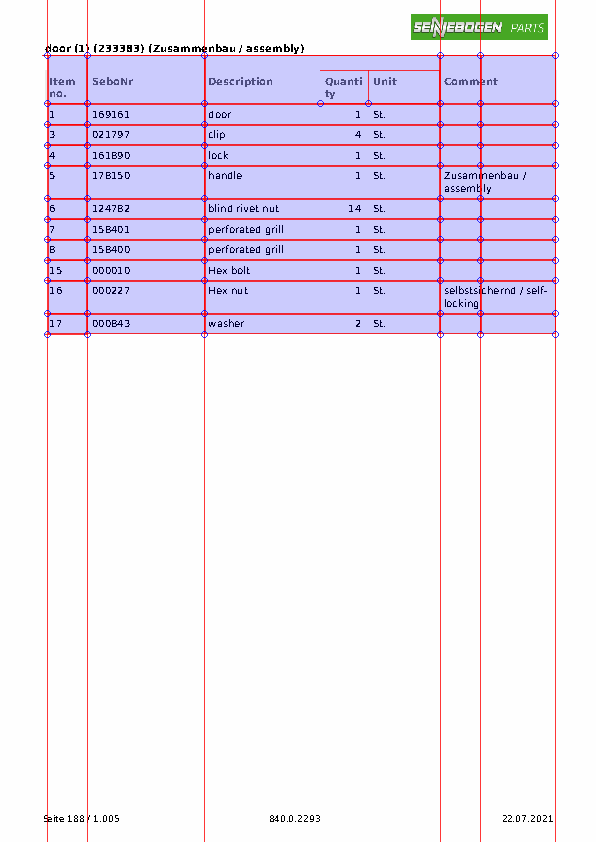 SENNEBOGEN PARTS
door (1) (233383) (Zusammenbau / assembly)
Item no. SeboNr Description Quantity Unit Comment
1 169161 door 1 St.
3 021797 clip 4 St.
4 161890 lock 1 St.
5 178150 handle 1 St. Zusammenbau /
assembly
6 124782 blind rivet nut 14 St.
7 158401 perforated grill 1 St.
8 158400 perforated grill 1 St.
15 000010 Hex bolt 1 St.
16 000227 Hex nut 1 St. selbstsichernd / self-
locking
17 000843 washer 2 St.
Seite 188 / 1.005 840.0.2293 22.07.2021